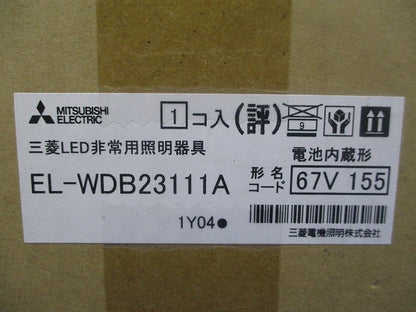 MITSUBISHI ELECTRIC
1コ入 (評) 9
三菱LED非常用照明器具
電池内蔵形
EL-WDB23111A
形名コード 67V 155
1Y04●
三菱電機照明株式会社